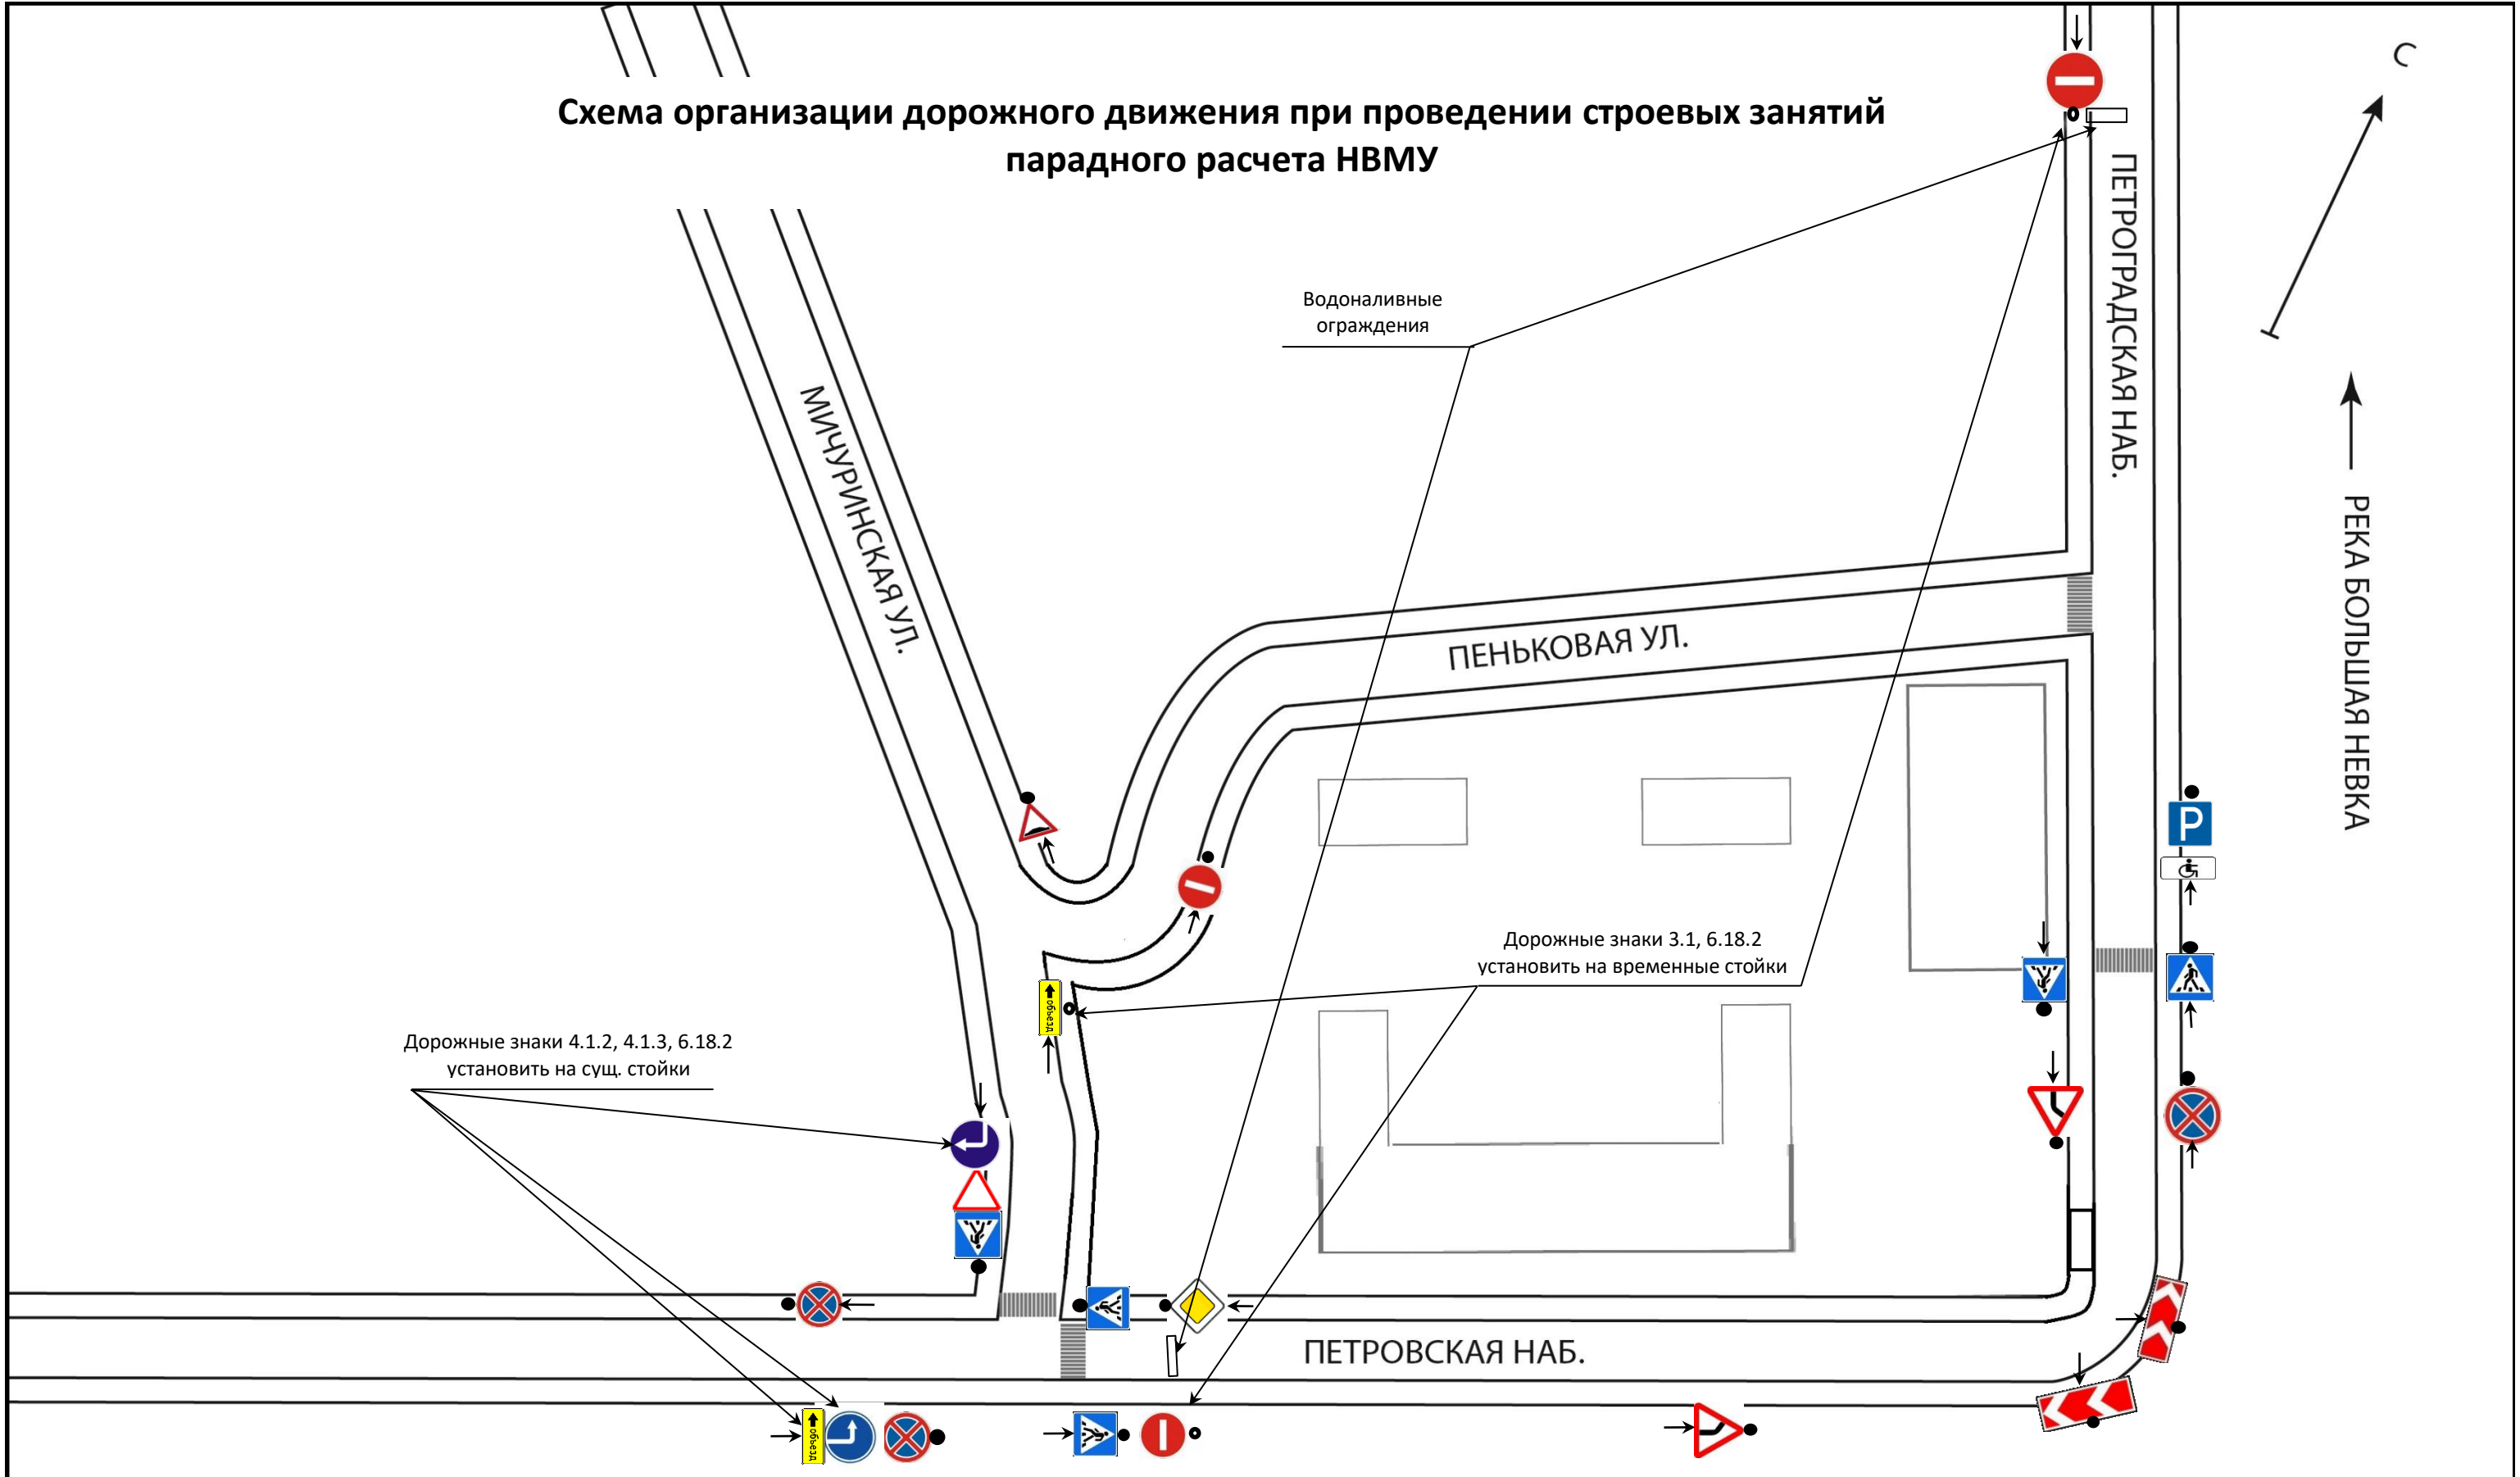 Схема организации дорожного движения при проведении строевых занятий
парадного расчета НВМУ
С
ПЕТРОГРАДСКАЯ НАБ.
Водоналивные
ограждения
МИЧУРИНСКАЯ УЛ.
РЕКА БОЛЬШАЯ НЕВКА
ПЕНЬКОВАЯ УЛ.
P
Дорожные знаки 3.1, 6.18.2
установить на временные стойки
объезд
Дорожные знаки 4.1.2, 4.1.3, 6.18.2
установить на сущ. стойки
ПЕТРОВСКАЯ НАБ.
объезд